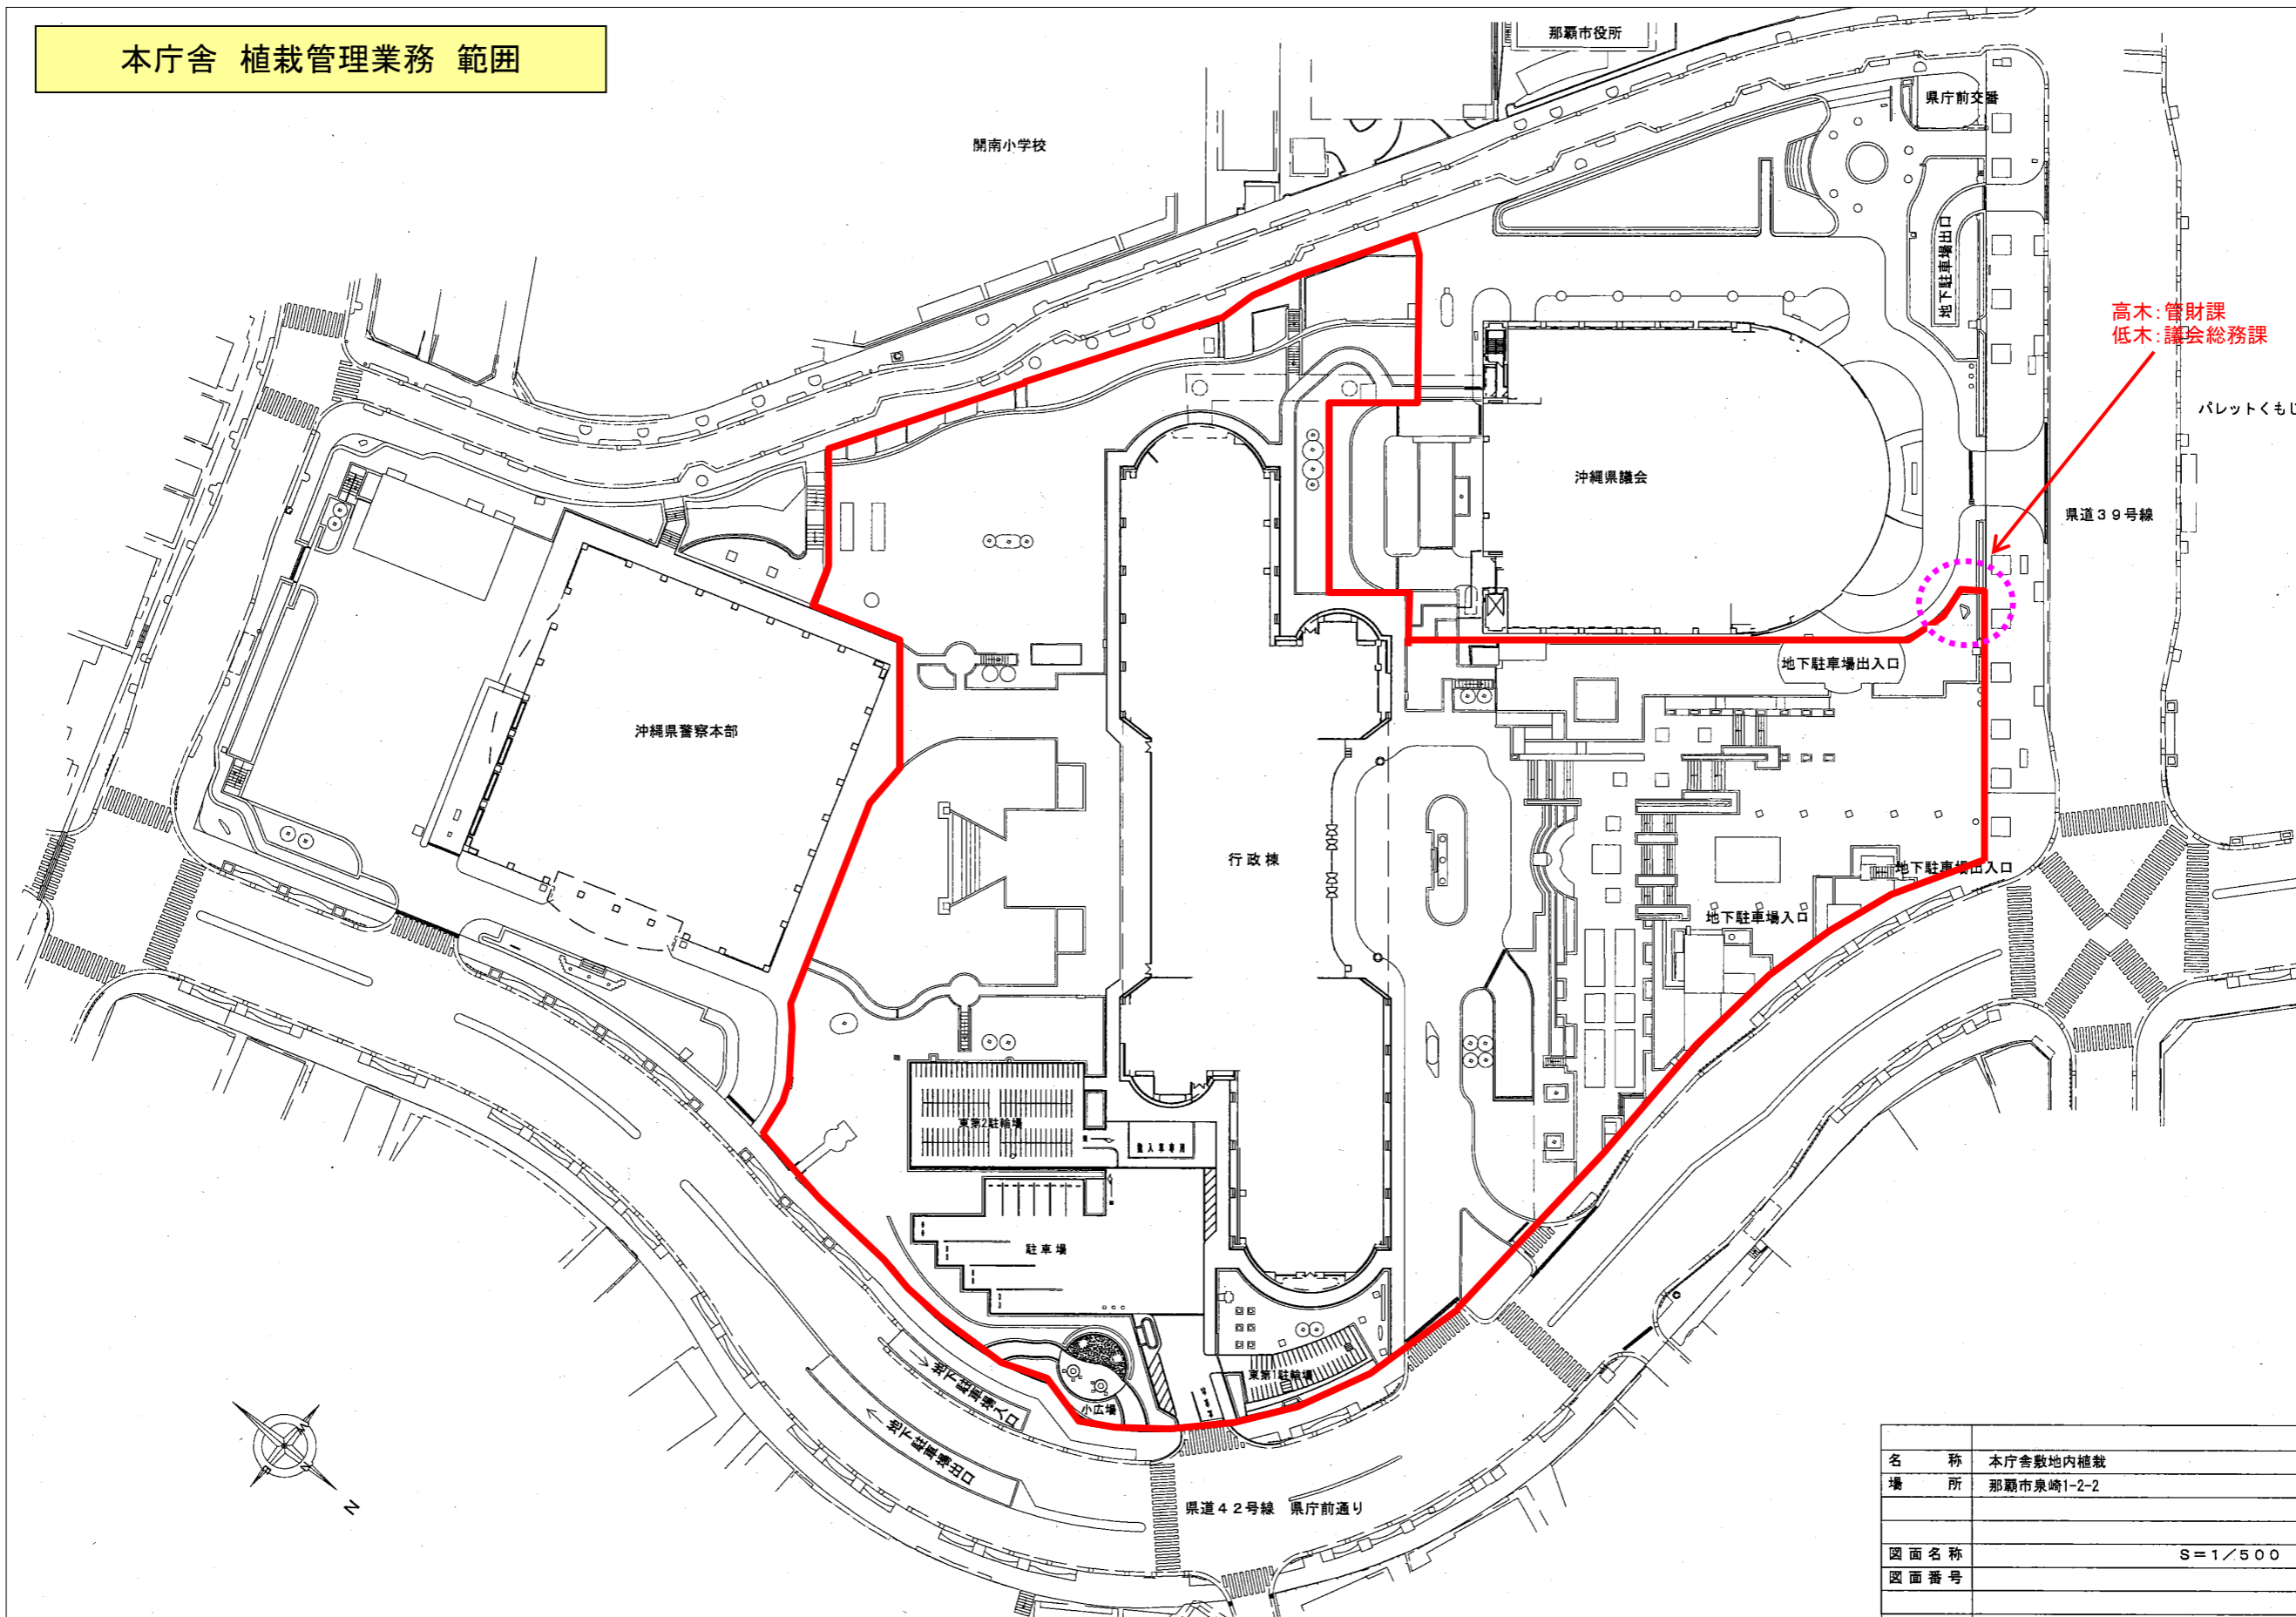 本庁舎 植栽管理業務 範囲
那覇市役所
県庁前交番
開南小学校
地下駐車場出口
高木:管財課
低木:議会総務課
パレットくもじ
沖縄県議会
県道39号線
地下駐車場出入口
沖縄県警察本部
行政棟
地下駐車場出入口
地下駐車場入口
東第2駐輪場
搬入車専用
駐車場
東第1駐輪場
小広場
地下駐車場入口
地下駐車場出口
県道42号線 県庁前通り
N
名 称 本庁舎敷地内植栽
場 所 那覇市泉崎1-2-2
図面名称 S=1/500
図面番号